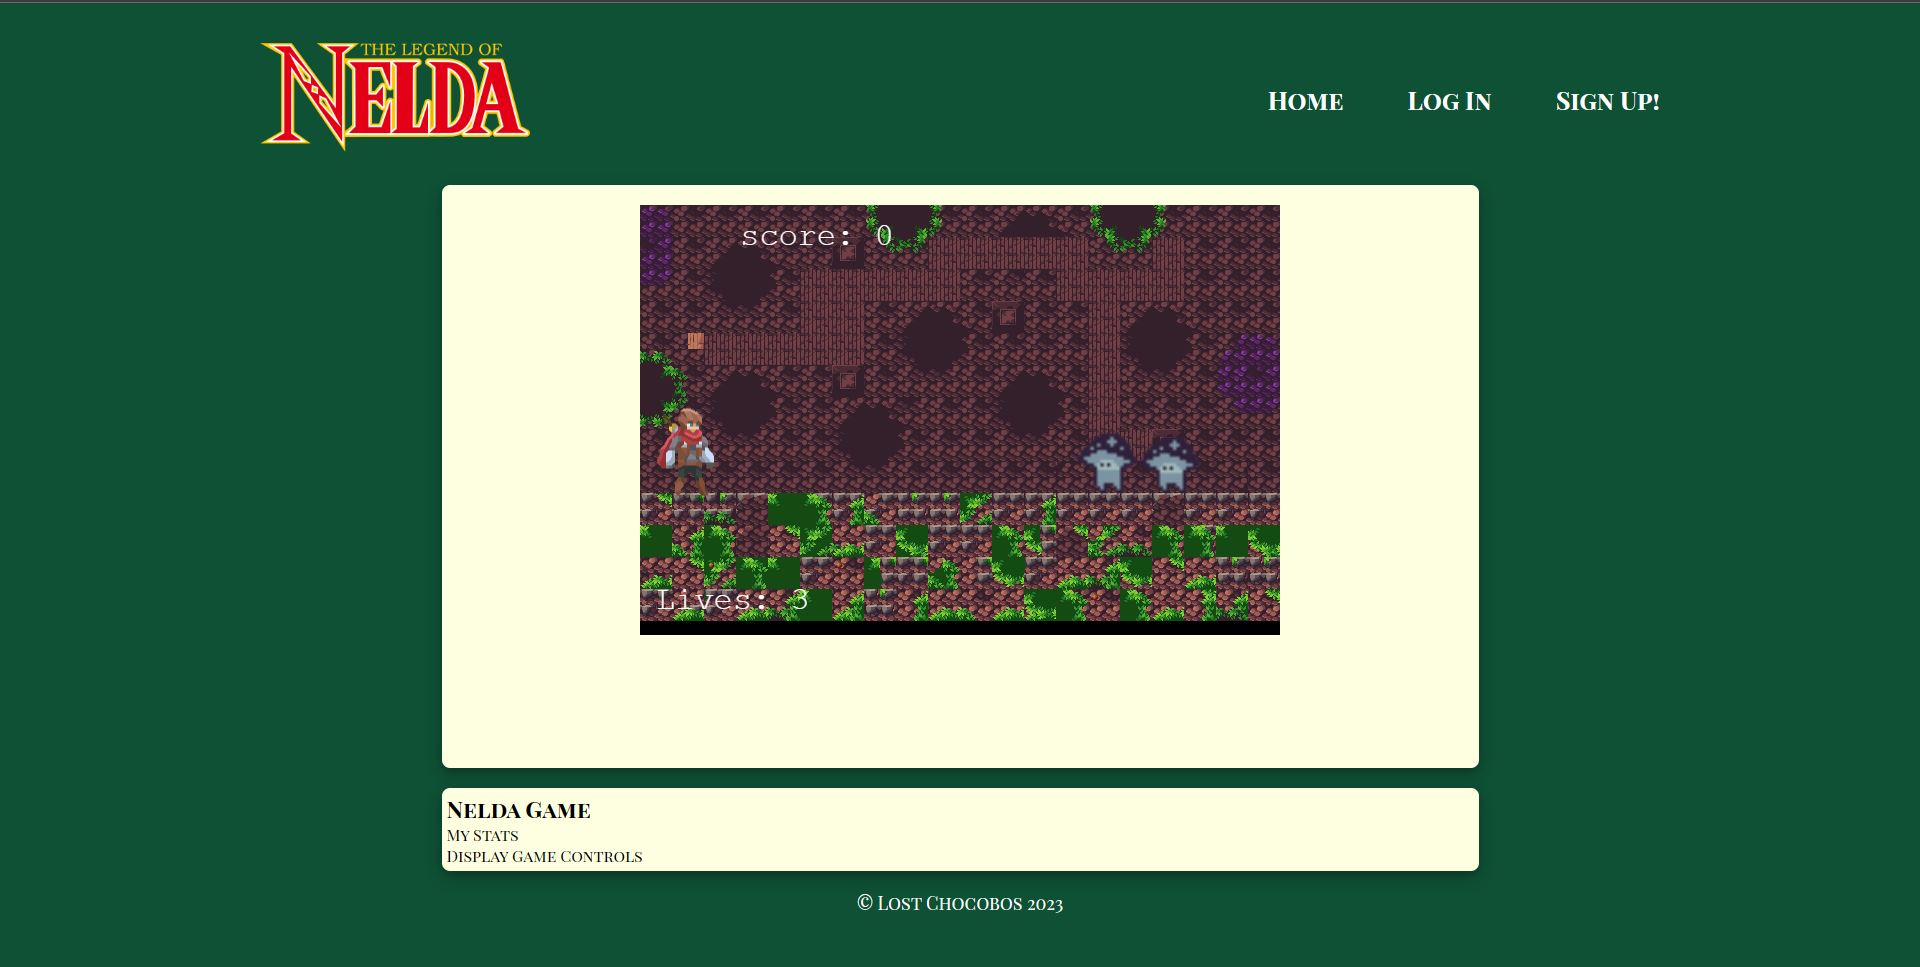 THE LEGEND OF
NELDA
Home Log In Sign Up!
score: 0
Lives: 3
Nelda Game
My Stats
Display Game Controls
© Lost Chocobos 2023